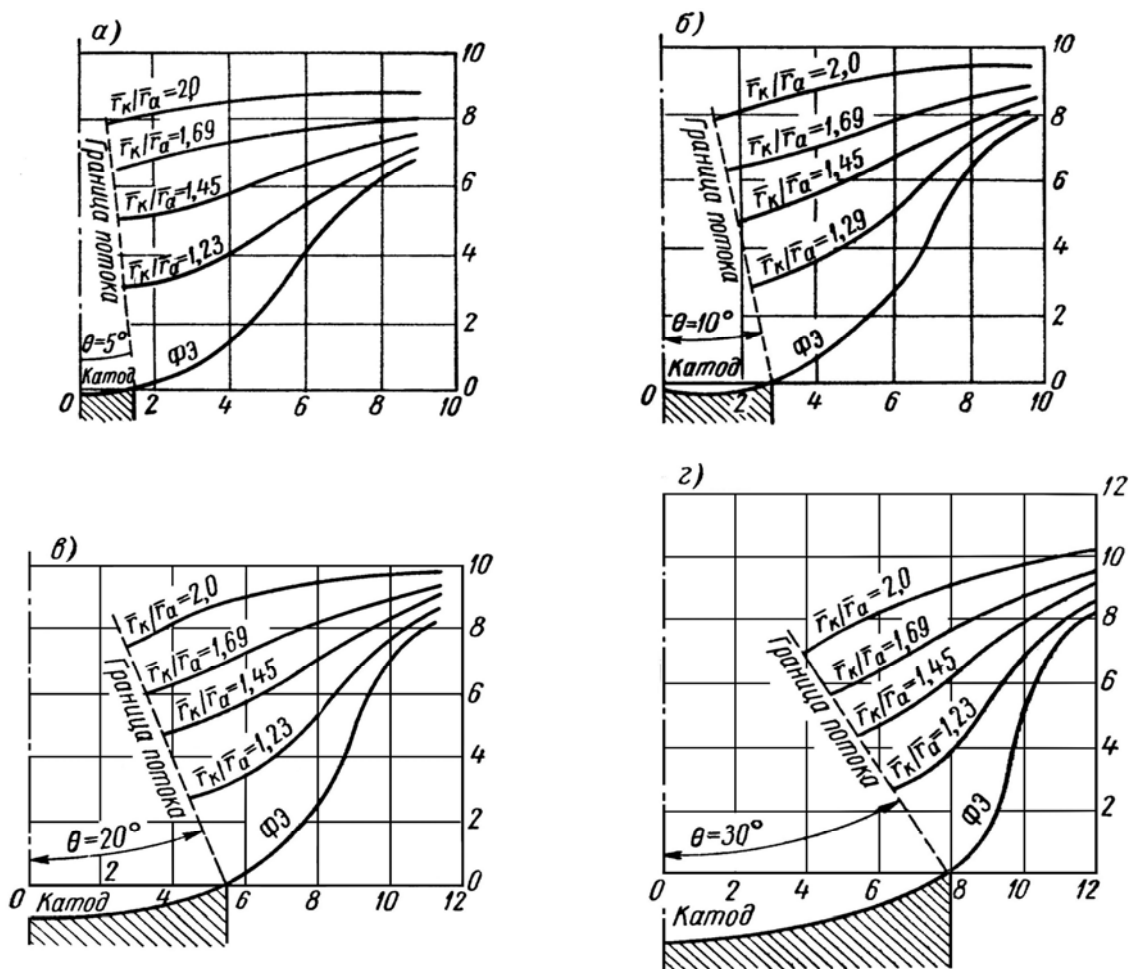 а)
r̅к/r̅а=2,0
r̅к/r̅а=1,69
r̅к/r̅а=1,45
r̅к/r̅а=1,23
Граница потока
θ=5°
ФЭ
Катод
10
8
6
4
2
0
0 2 4 6 8 10
б)
r̅к/r̅а=2,0
r̅к/r̅а=1,69
r̅к/r̅а=1,45
r̅к/r̅а=1,29
Граница потока
θ=10°
ФЭ
Катод
10
8
6
4
2
0
0 2 4 6 8 10
в)
r̅к/r̅а=2,0
r̅к/r̅а=1,69
r̅к/r̅а=1,45
r̅к/r̅а=1,23
Граница потока
θ=20°
ФЭ
Катод
10
8
6
4
2
0
0 2 4 6 8 10 12
г)
r̅к/r̅а=2,0
r̅к/r̅а=1,69
r̅к/r̅а=1,45
r̅к/r̅а=1,23
Граница потока
θ=30°
ФЭ
Катод
12
10
8
6
4
2
0 2 4 6 8 10 12